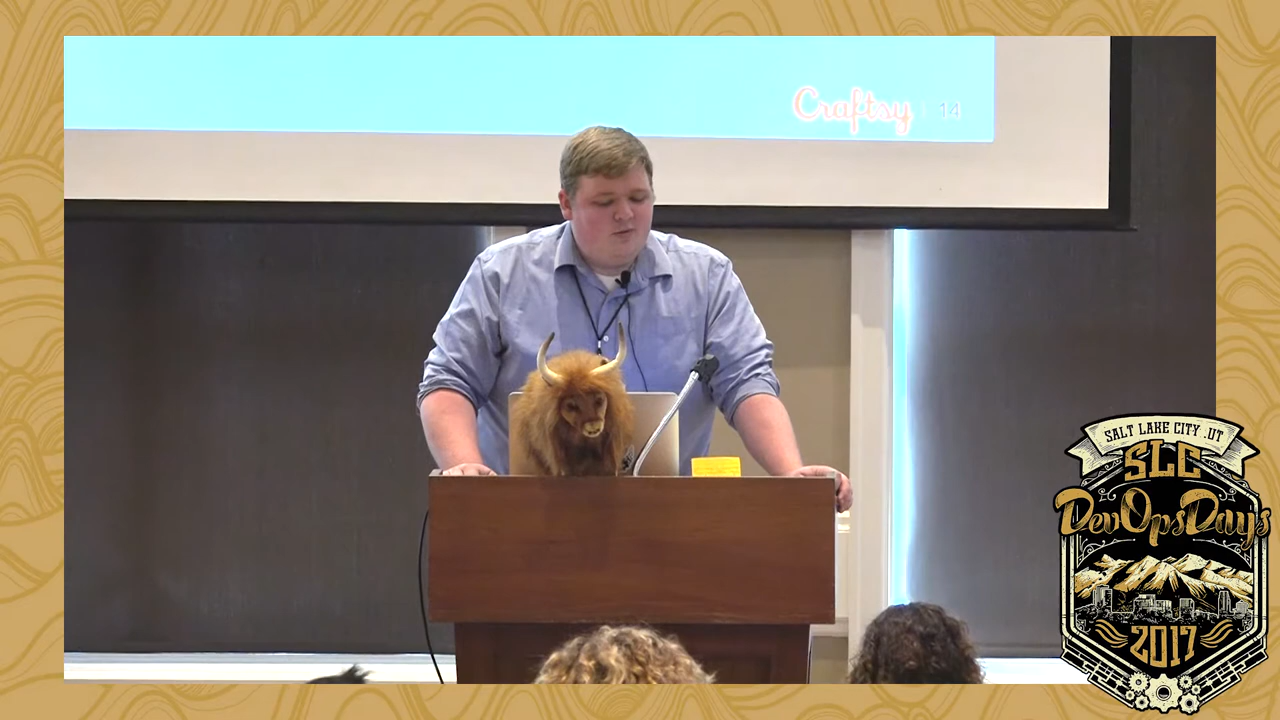 Craftsy
14
SALT LAKE CITY, UT
SLC
DevOpsDays
2017